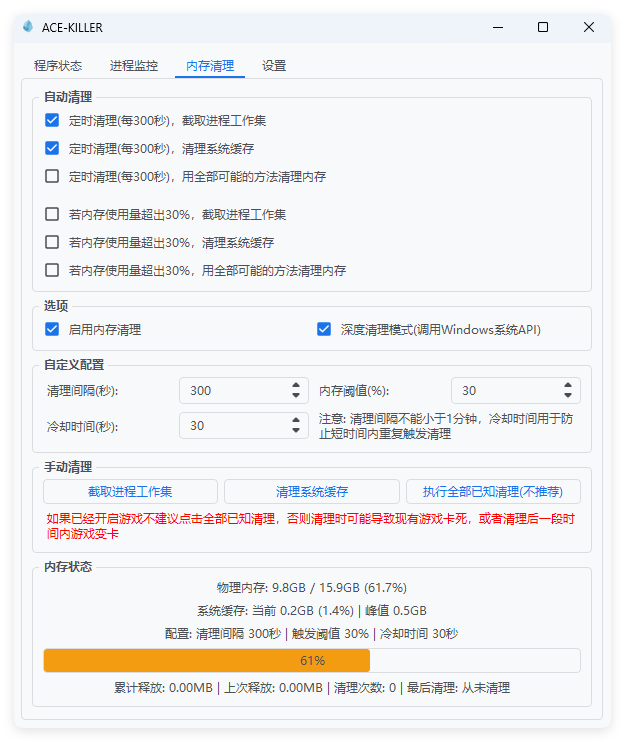 ACE-KILLER
程序状态 进程监控 内存清理 设置
自动清理
定时清理(每300秒)，截取进程工作集
定时清理(每300秒)，清理系统缓存
定时清理(每300秒)，用全部可能的方法清理内存
若内存使用量超出30%，截取进程工作集
若内存使用量超出30%，清理系统缓存
若内存使用量超出30%，用全部可能的方法清理内存
选项
启用内存清理 深度清理模式(调用Windows系统API)
自定义配置
清理间隔(秒): 300 内存阈值(%): 30
冷却时间(秒): 30 注意: 清理间隔不能小于1分钟，冷却时间用于防
止短时间内重复触发清理
手动清理
截取进程工作集 清理系统缓存 执行全部已知清理(不推荐)
如果已经开启游戏不建议点击全部已知清理，否则清理时可能导致现有游戏卡死，或者清理后一段时
间内游戏变卡
内存状态
物理内存: 9.8GB / 15.9GB (61.7%)
系统缓存: 当前 0.2GB (1.4%) | 峰值 0.5GB
配置: 清理间隔 300秒 | 触发阈值 30% | 冷却时间 30秒
61%
累计释放: 0.00MB | 上次释放: 0.00MB | 清理次数: 0 | 最后清理: 从未清理